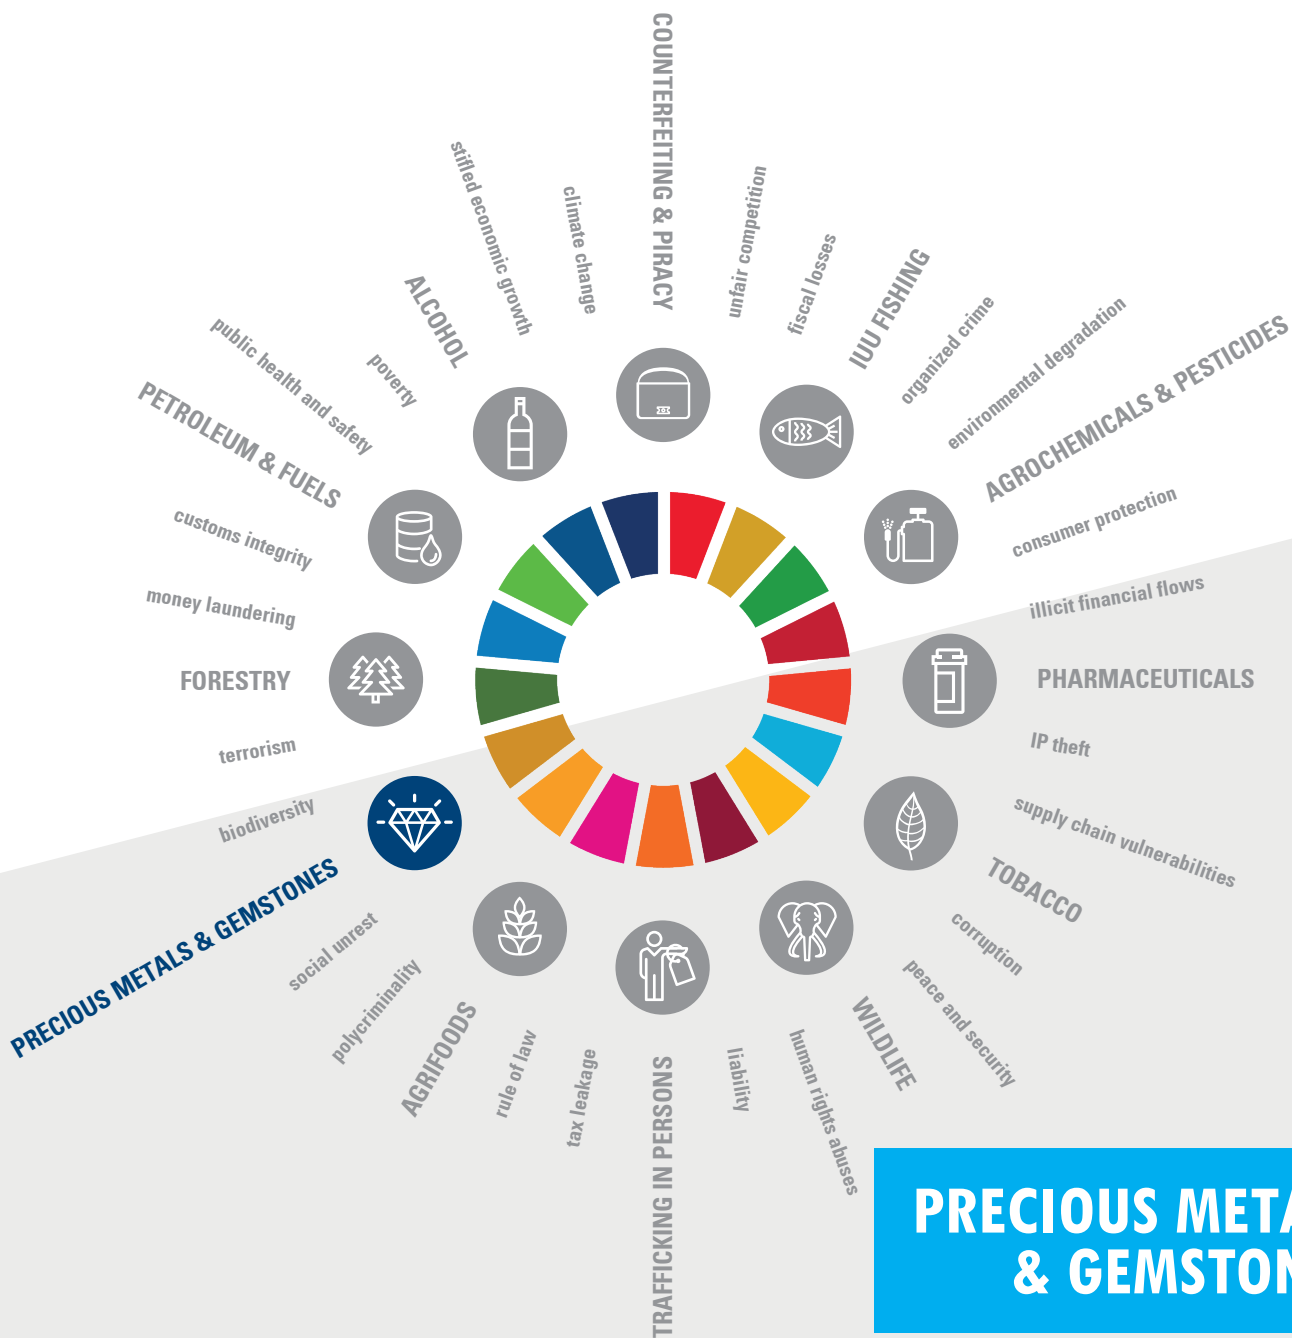 COUNTERFEITING & PIRACY
unfair competition
fiscal losses
IUU FISHING
organized crime
environmental degradation
AGROCHEMICALS & PESTICIDES
consumer protection
illicit financial flows
PHARMACEUTICALS
IP theft
supply chain vulnerabilities
TOBACCO
corruption
peace and security
WILDLIFE
human rights abuses
liability
TRAFFICKING IN PERSONS
tax leakage
rule of law
AGRIFOODS
polycriminality
social unrest
PRECIOUS METALS & GEMSTONES
biodiversity
terrorism
FORESTRY
money laundering
customs integrity
PETROLEUM & FUELS
public health and safety
poverty
ALCOHOL
stifled economic growth
climate change
PRECIOUS META
& GEMSTON